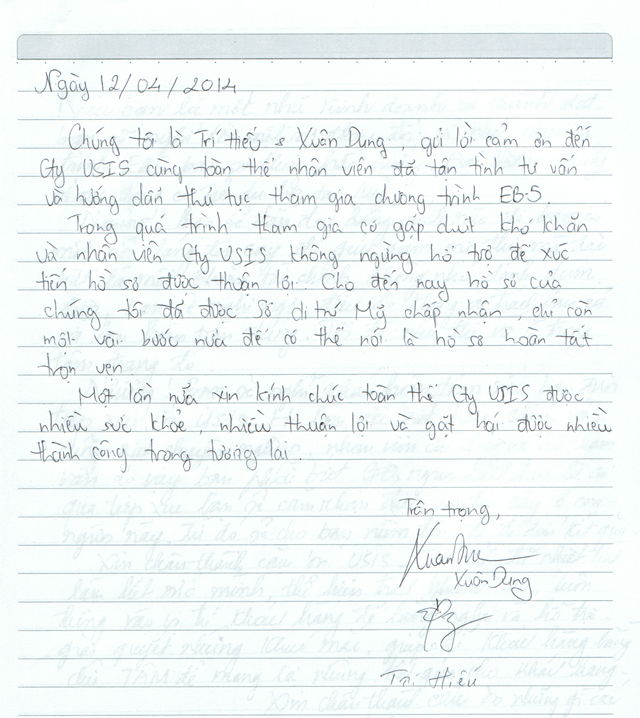 Ngày 12/04/2014
Chúng tôi là Trí Hiếu & Xuân Dung, gửi lời cảm ơn đến
Cty USIS cùng toàn thể nhân viên đã tận tình tư vấn
và hướng dẫn thủ tục tham gia chương trình EB-5.
Trong quá trình tham gia có gặp chút khó khăn
và nhân viên Cty USIS không ngừng hỗ trợ để xúc
tiến hồ sơ được thuận lợi. Cho đến nay hồ sơ của
chúng tôi đã được Sở di trú Mỹ chấp nhận, chỉ còn
một vài bước nữa để có thể nói là hồ sơ hoàn tất
trọn vẹn.
Một lần nữa xin kính chúc toàn thể Cty USIS được
nhiều sức khoẻ, nhiều thuận lợi và gặt hái được nhiều
thành công trong tương lai.
Trân trọng,
Xuân Dung
Trí Hiếu